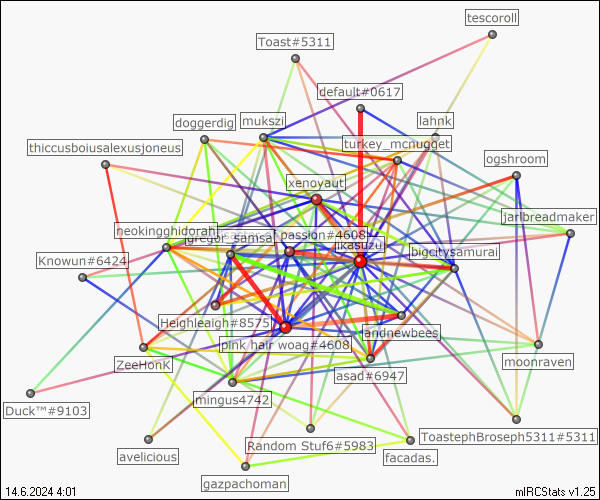 tescoroll
Toast#5311
default#0617
doggerdig
mukszi
lahnk
turkey_mcnugget
thiccusboiusalexusjoneus
ogshroom
xenoyaut
jarlbreadmaker
neokingghidorah
gregor_samsa
passion#4608
ikasuzu
bigcitysamurai
Knowun#6424
Heighleaigh#8575
landnewbees
pink hair woag#4608
ZeeHonK
moonraven
asad#6947
mingus4742
Duck™#9103
ToastephBroseph5311#5311
Random Stuf6#5983
avelicious
facadas.
gazpachoman
14.6.2024 4:01
mIRCStats v1.25